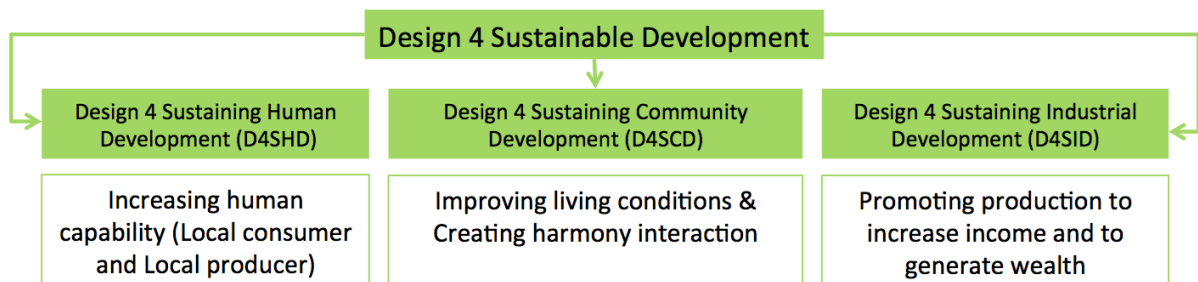 Design 4 Sustainable Development
Design 4 Sustaining Human
Development (D4SHD)
Increasing human
capability (Local consumer
and Local producer)
Design 4 Sustaining Community
Development (D4SCD)
Improving living conditions &
Creating harmony interaction
Design 4 Sustaining Industrial
Development (D4SID)
Promoting production to
increase income and to
generate wealth